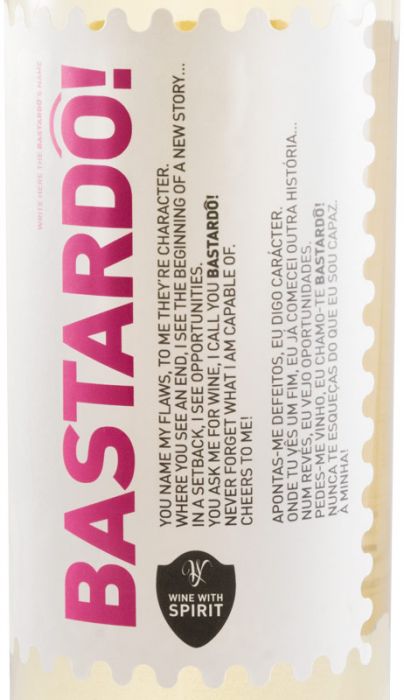 WRITE HERE THE BASTARDÔ'S NAME
BASTARDÔ!
YOU NAME MY FLAWS, TO ME THEY'RE CHARACTER.
WHERE YOU SEE AN END, I SEE THE BEGINNING OF A NEW STORY...
IN A SETBACK, I SEE OPPORTUNITIES.
YOU ASK ME FOR WINE, I CALL YOU BASTARDÔ!
NEVER FORGET WHAT I AM CAPABLE OF.
CHEERS TO ME!
APONTAS-ME DEFEITOS, EU DIGO CARÁCTER.
ONDE TU VÊS UM FIM, EU JÁ COMECEI OUTRA HISTÓRIA...
NUM REVÉS, EU VEJO OPORTUNIDADES.
PEDES-ME VINHO, EU CHAMO-TE BASTARDÔ!
NUNCA TE ESQUEÇAS DO QUE EU SOU CAPAZ.
À MINHA!
WINE WITH
SPIRIT